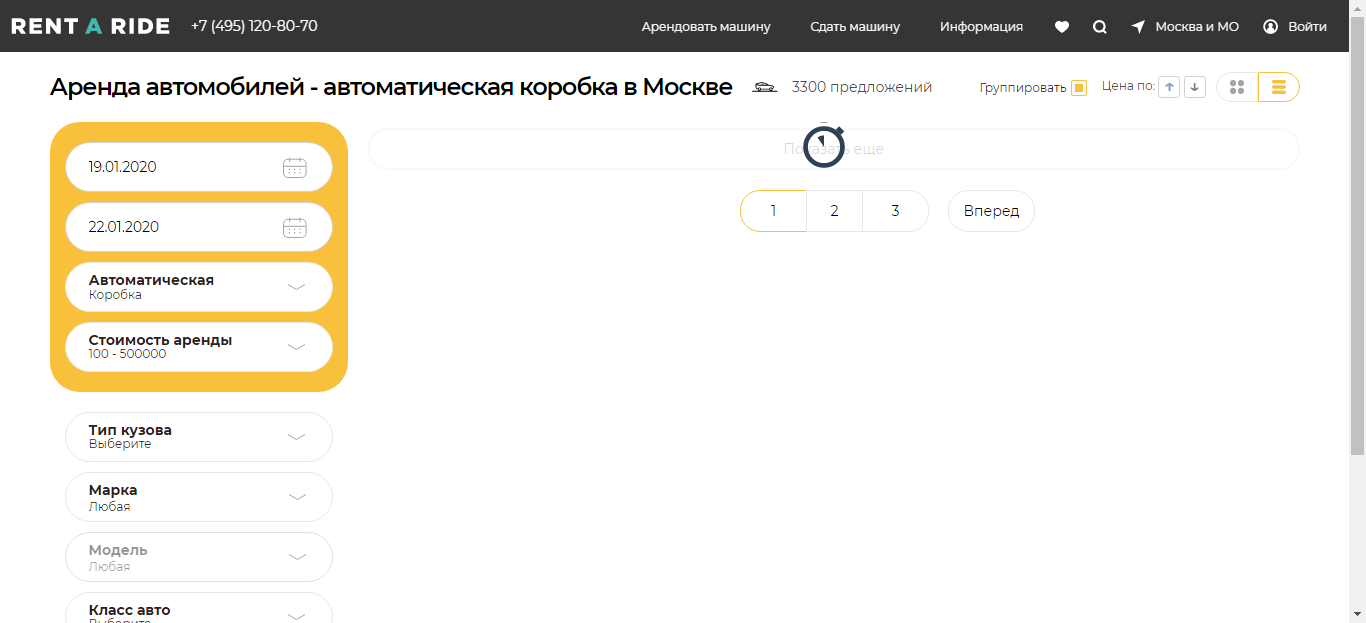 RENT A RIDE
+7 (495) 120-80-70
Арендовать машину
Сдать машину
Информация
Москва и МО
Войти
Аренда автомобилей - автоматическая коробка в Москве
3300 предложений
Группировать
Цена по:
19.01.2020
22.01.2020
Автоматическая
Коробка
Стоимость аренды
100 - 500000
Тип кузова
Выберите
Марка
Любая
Модель
Любая
Класс авто
Выберите
Показать еще
1
2
3
Вперед